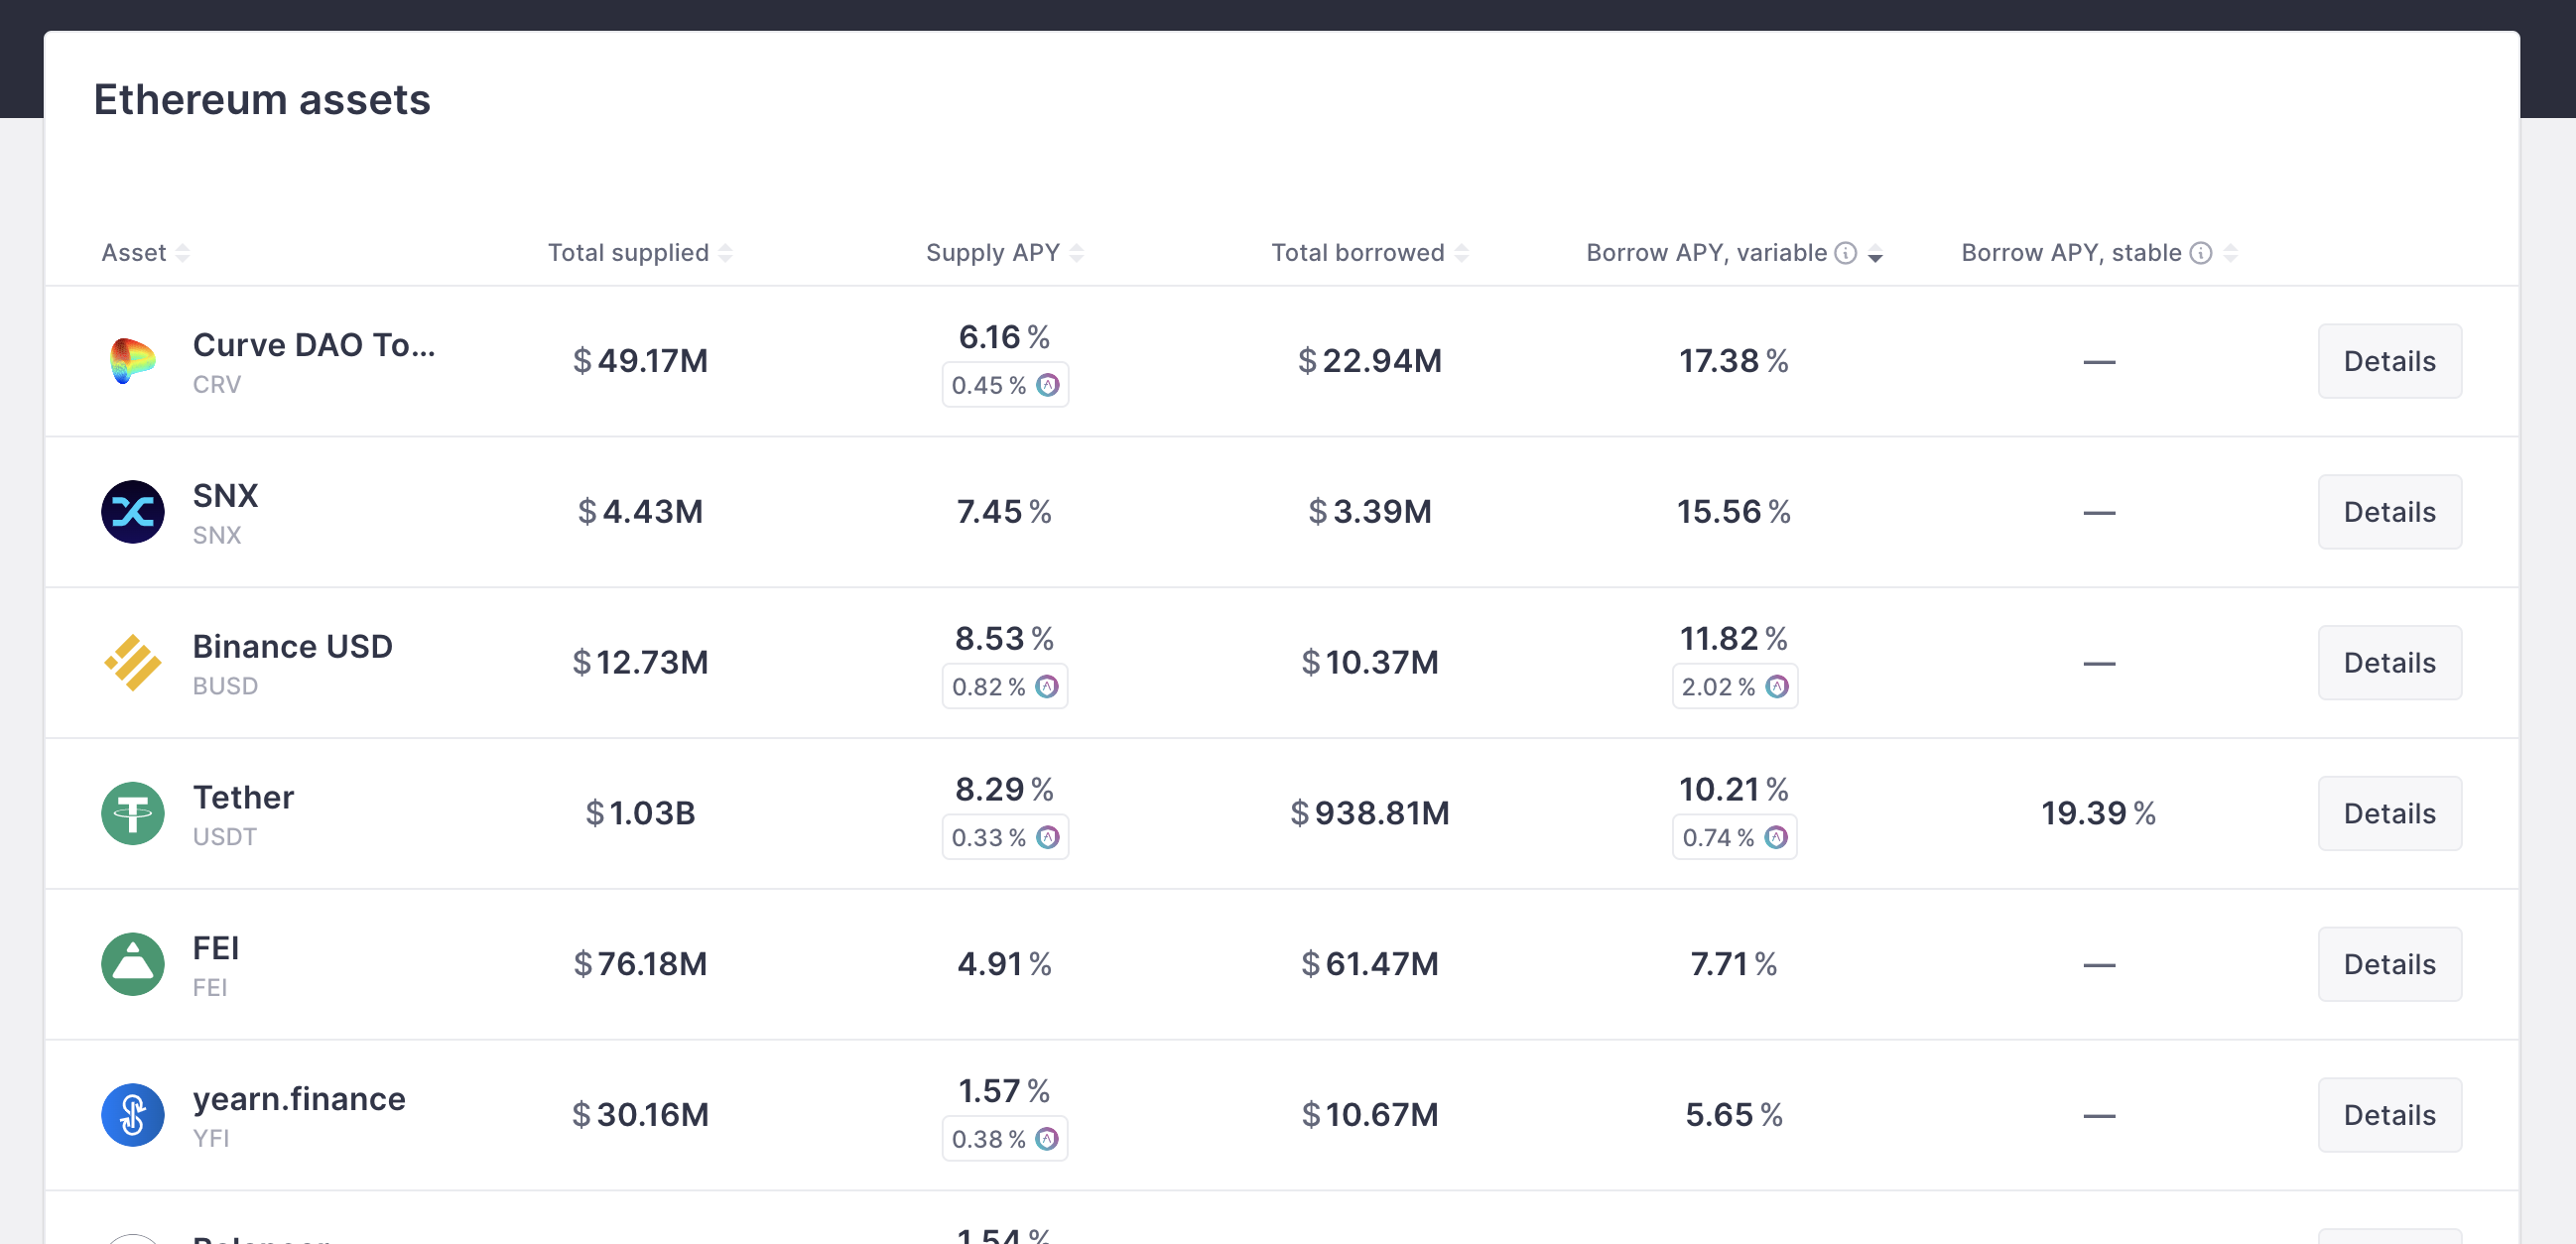 Ethereum assets
Asset Total supplied Supply APY Total borrowed Borrow APY, variable Borrow APY, stable
Curve DAO To...
CRV
$ 49.17M
6.16 %
0.45 %
$ 22.94M
17.38 %
—
Details
SNX
SNX
$ 4.43M
7.45 %
$ 3.39M
15.56 %
—
Details
Binance USD
BUSD
$ 12.73M
8.53 %
0.82 %
$ 10.37M
11.82 %
2.02 %
—
Details
Tether
USDT
$ 1.03B
8.29 %
0.33 %
$ 938.81M
10.21 %
0.74 %
19.39 %
Details
FEI
FEI
$ 76.18M
4.91 %
$ 61.47M
7.71 %
—
Details
yearn.finance
YFI
$ 30.16M
1.57 %
0.38 %
$ 10.67M
5.65 %
—
Details
Balancer
1.54 %